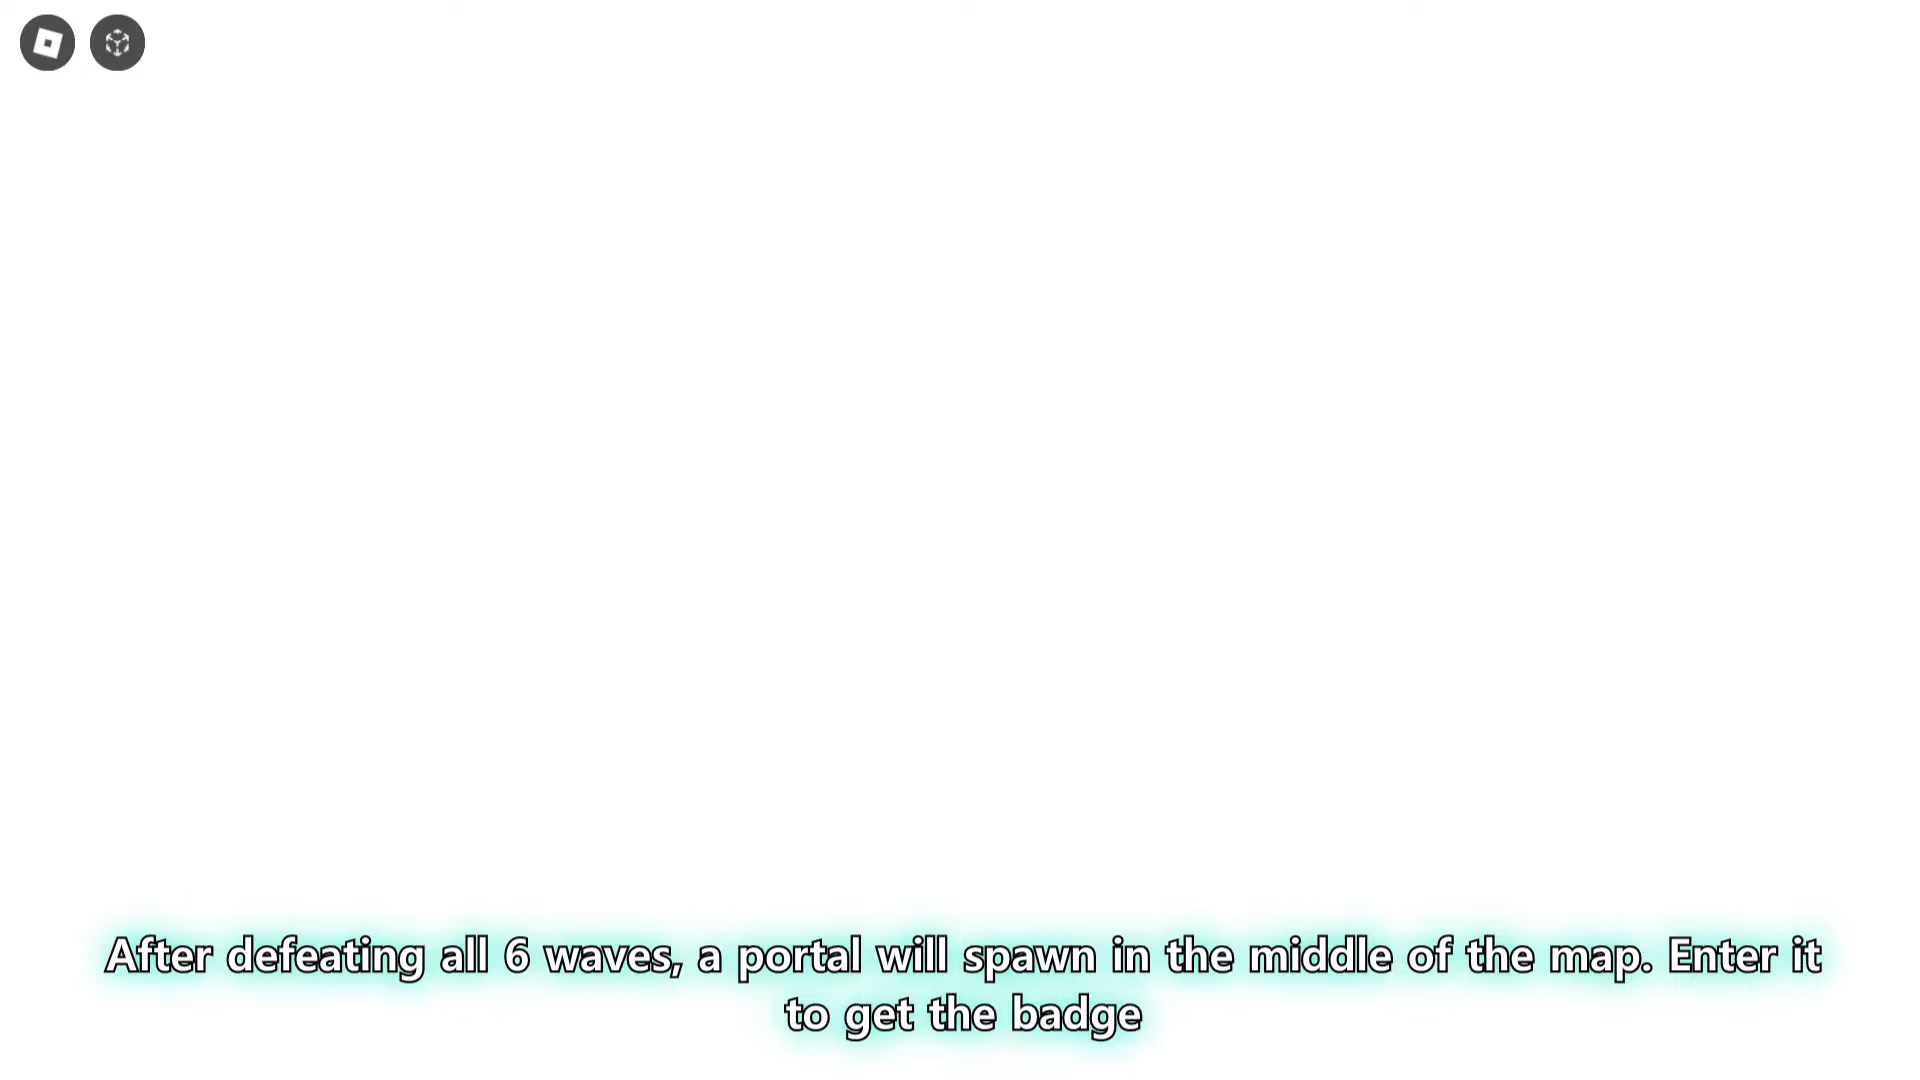 After defeating all 6 waves, a portal will spawn in the middle of the map. Enter it
to get the badge